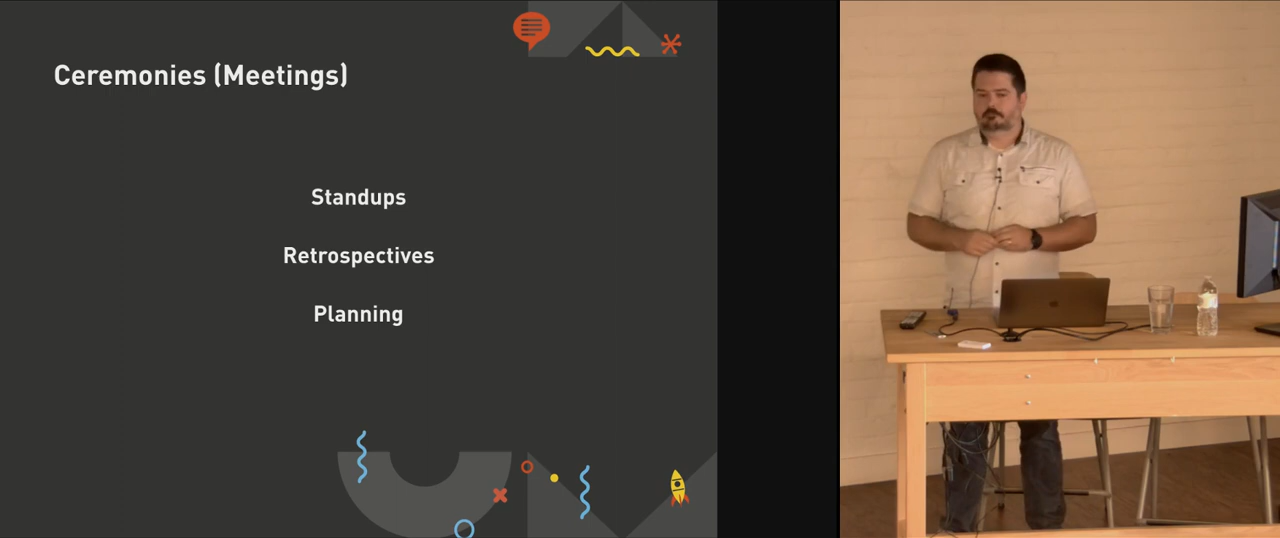 Ceremonies (Meetings)
Standups
Retrospectives
Planning